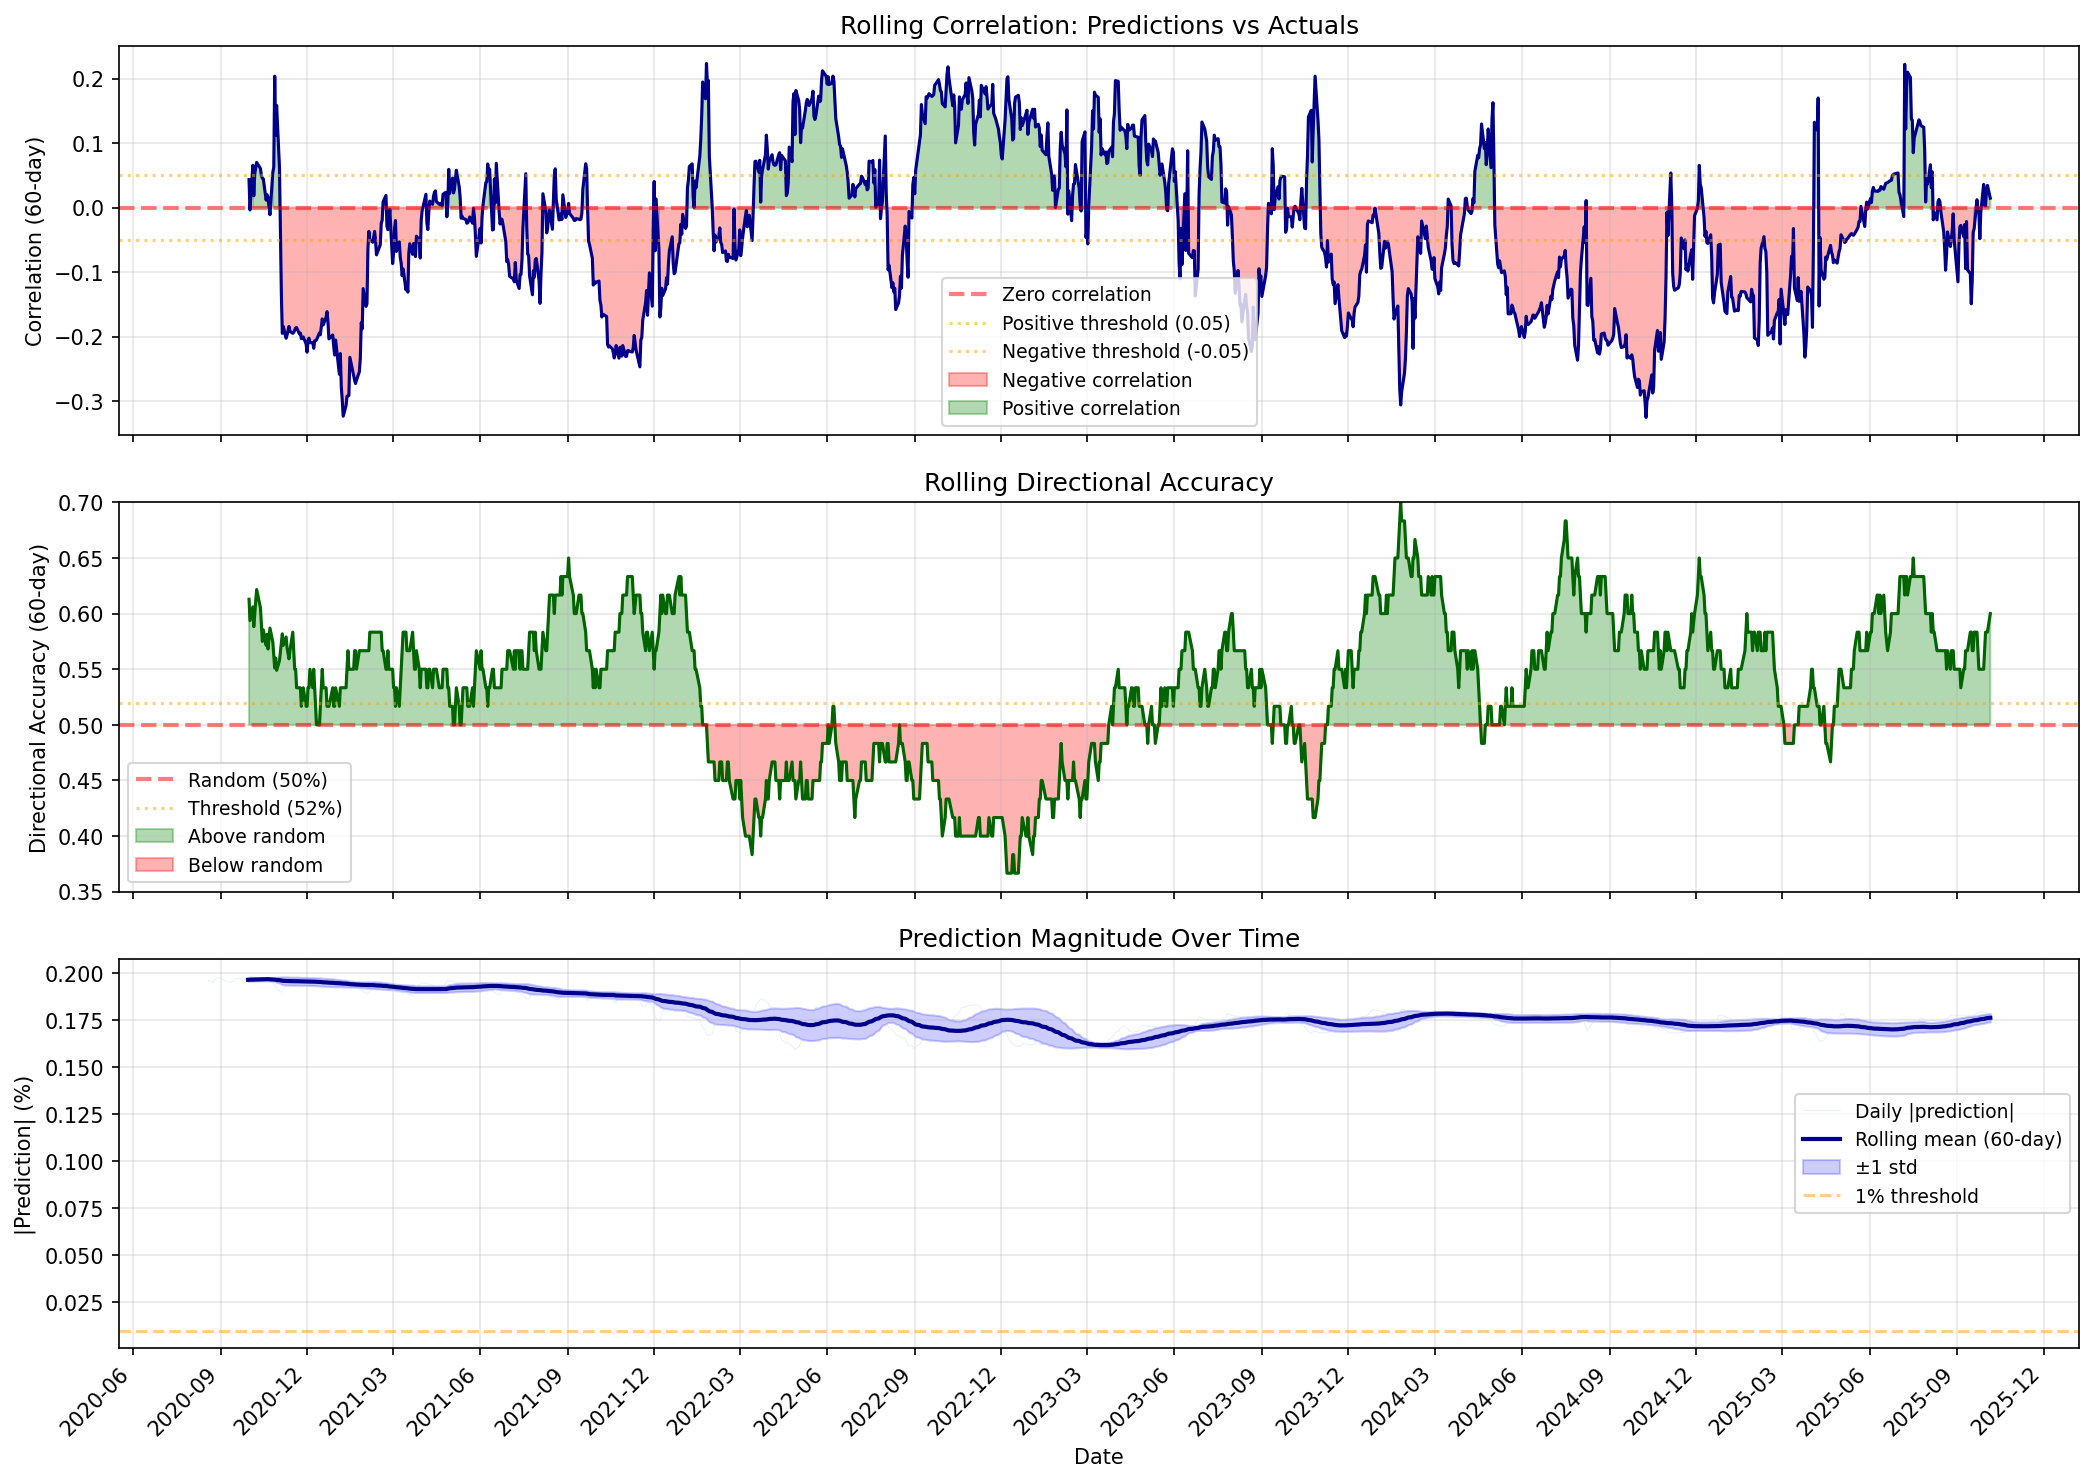 Rolling Correlation: Predictions vs Actuals
Correlation (60-day)
0.2
0.1
0.0
−0.1
−0.2
−0.3
Zero correlation
Positive threshold (0.05)
Negative threshold (-0.05)
Negative correlation
Positive correlation
Rolling Directional Accuracy
Directional Accuracy (60-day)
0.70
0.65
0.60
0.55
0.50
0.45
0.40
0.35
Random (50%)
Threshold (52%)
Above random
Below random
Prediction Magnitude Over Time
|Prediction| (%)
0.200
0.175
0.150
0.125
0.100
0.075
0.050
0.025
Daily |prediction|
Rolling mean (60-day)
±1 std
1% threshold
2020-06
2020-09
2020-12
2021-03
2021-06
2021-09
2021-12
2022-03
2022-06
2022-09
2022-12
2023-03
2023-06
2023-09
2023-12
2024-03
2024-06
2024-09
2024-12
2025-03
2025-06
2025-09
2025-12
Date